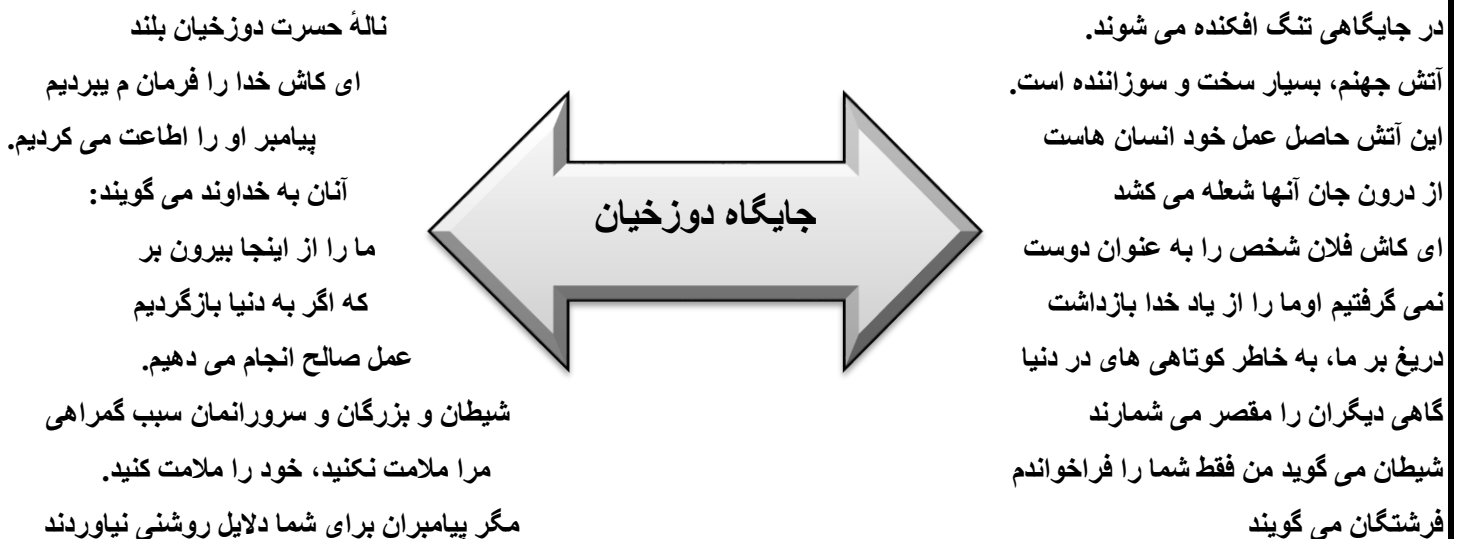 جایگاه دوزخیان
در جایگاهی تنگ افکنده می شوند.
نالهٔ حسرت دوزخیان بلند
آتش جهنم، بسیار سخت و سوزاننده است.
ای کاش خدا را فرمان م یبردیم
این آتش حاصل عمل خود انسان هاست
پیامبر او را اطاعت می کردیم.
از درون جان آنها شعله می کشد
آنان به خداوند می گویند:
ای کاش فلان شخص را به عنوان دوست
ما را از اینجا بیرون بر
نمی گرفتیم اوما را از یاد خدا بازداشت
که اگر به دنیا بازگردیم
دریغ بر ما، به خاطر کوتاهی های در دنیا
عمل صالح انجام می دهیم.
گاهی دیگران را مقصر می شمارند
شیطان و بزرگان و سرورانمان سبب گمراهی
شیطان می گوید من فقط شما را فراخواندم
مرا ملامت نکنید، خود را ملامت کنید.
فرشتگان می گویند
مگر پیامبران برای شما دلایل روشنی نیاوردند